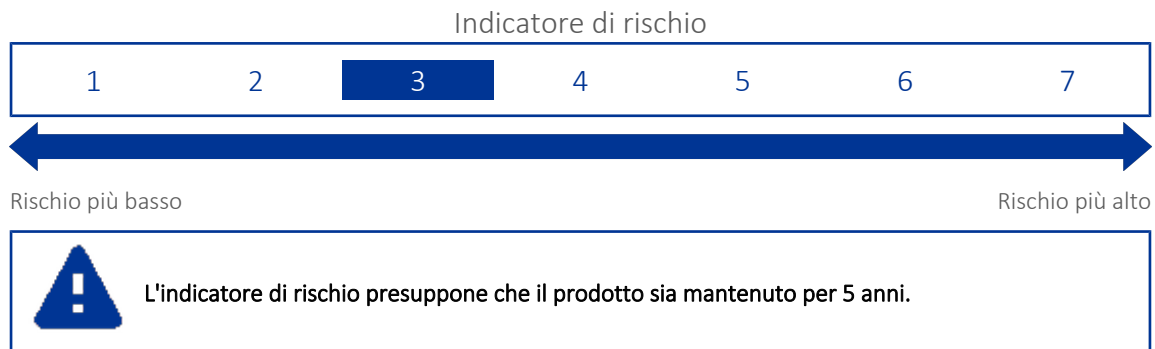 Indicatore di rischio
1 2 3 4 5 6 7
Rischio più basso Rischio più alto
L'indicatore di rischio presuppone che il prodotto sia mantenuto per 5 anni.